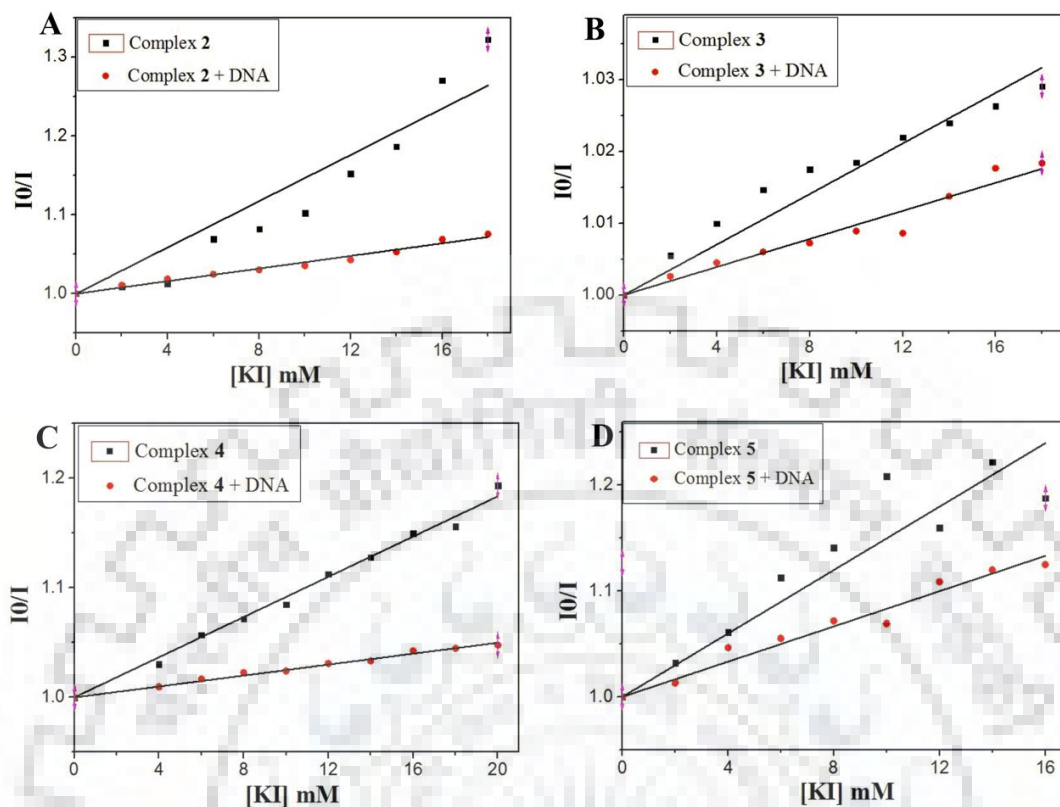 A
Complex 2
Complex 2 + DNA
I0/I
1.3
1.2
1.1
1.0
0 4 8 12 16
[KI] mM
B
Complex 3
Complex 3 + DNA
I0/I
1.03
1.02
1.01
1.00
0 4 8 12 16
[KI] mM
C
Complex 4
Complex 4 + DNA
I0/I
1.2
1.1
1.0
0 4 8 12 16 20
[KI] mM
D
Complex 5
Complex 5 + DNA
I0/I
1.2
1.1
1.0
0 4 8 12 16
[KI] mM